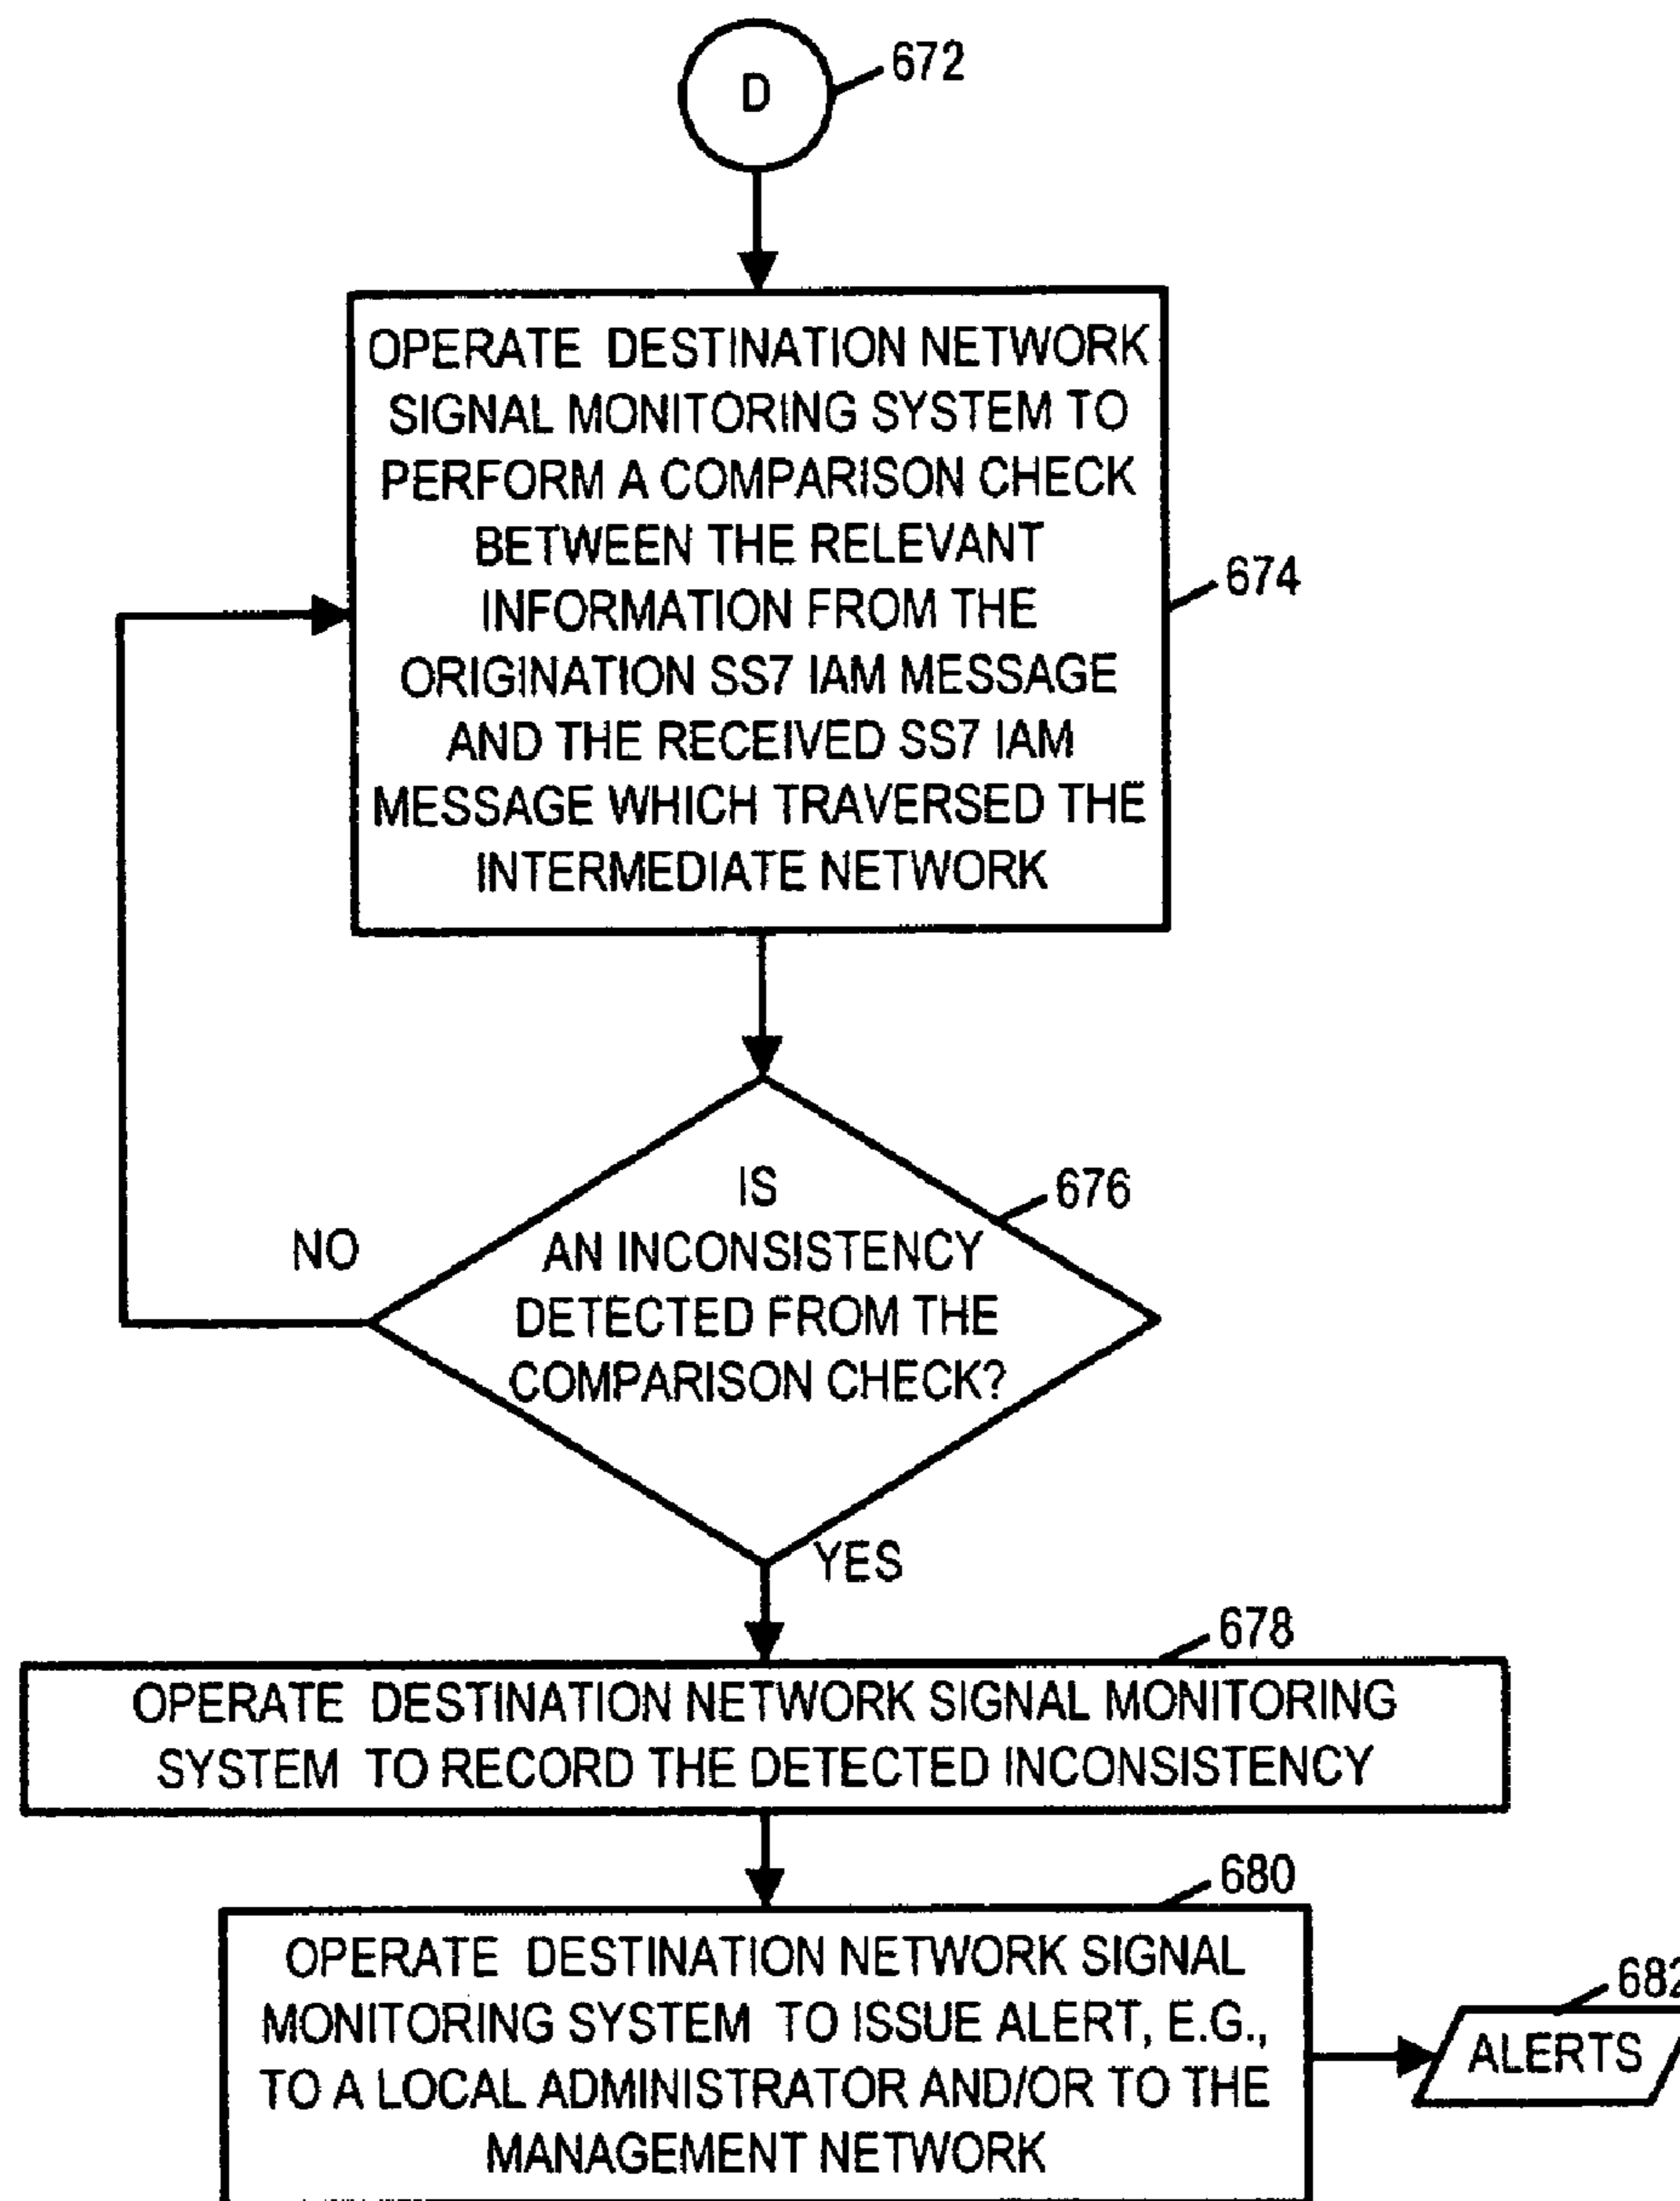 D
672
OPERATE DESTINATION NETWORK
SIGNAL MONITORING SYSTEM TO
PERFORM A COMPARISON CHECK
BETWEEN THE RELEVANT
INFORMATION FROM THE
ORIGINATION SS7 IAM MESSAGE
AND THE RECEIVED SS7 IAM
MESSAGE WHICH TRAVERSED THE
INTERMEDIATE NETWORK
674
IS
AN INCONSISTENCY
DETECTED FROM THE
COMPARISON CHECK?
676
NO
YES
678
OPERATE DESTINATION NETWORK SIGNAL MONITORING
SYSTEM TO RECORD THE DETECTED INCONSISTENCY
680
OPERATE DESTINATION NETWORK SIGNAL
MONITORING SYSTEM TO ISSUE ALERT, E.G.,
TO A LOCAL ADMINISTRATOR AND/OR TO THE
MANAGEMENT NETWORK
682
ALERTS